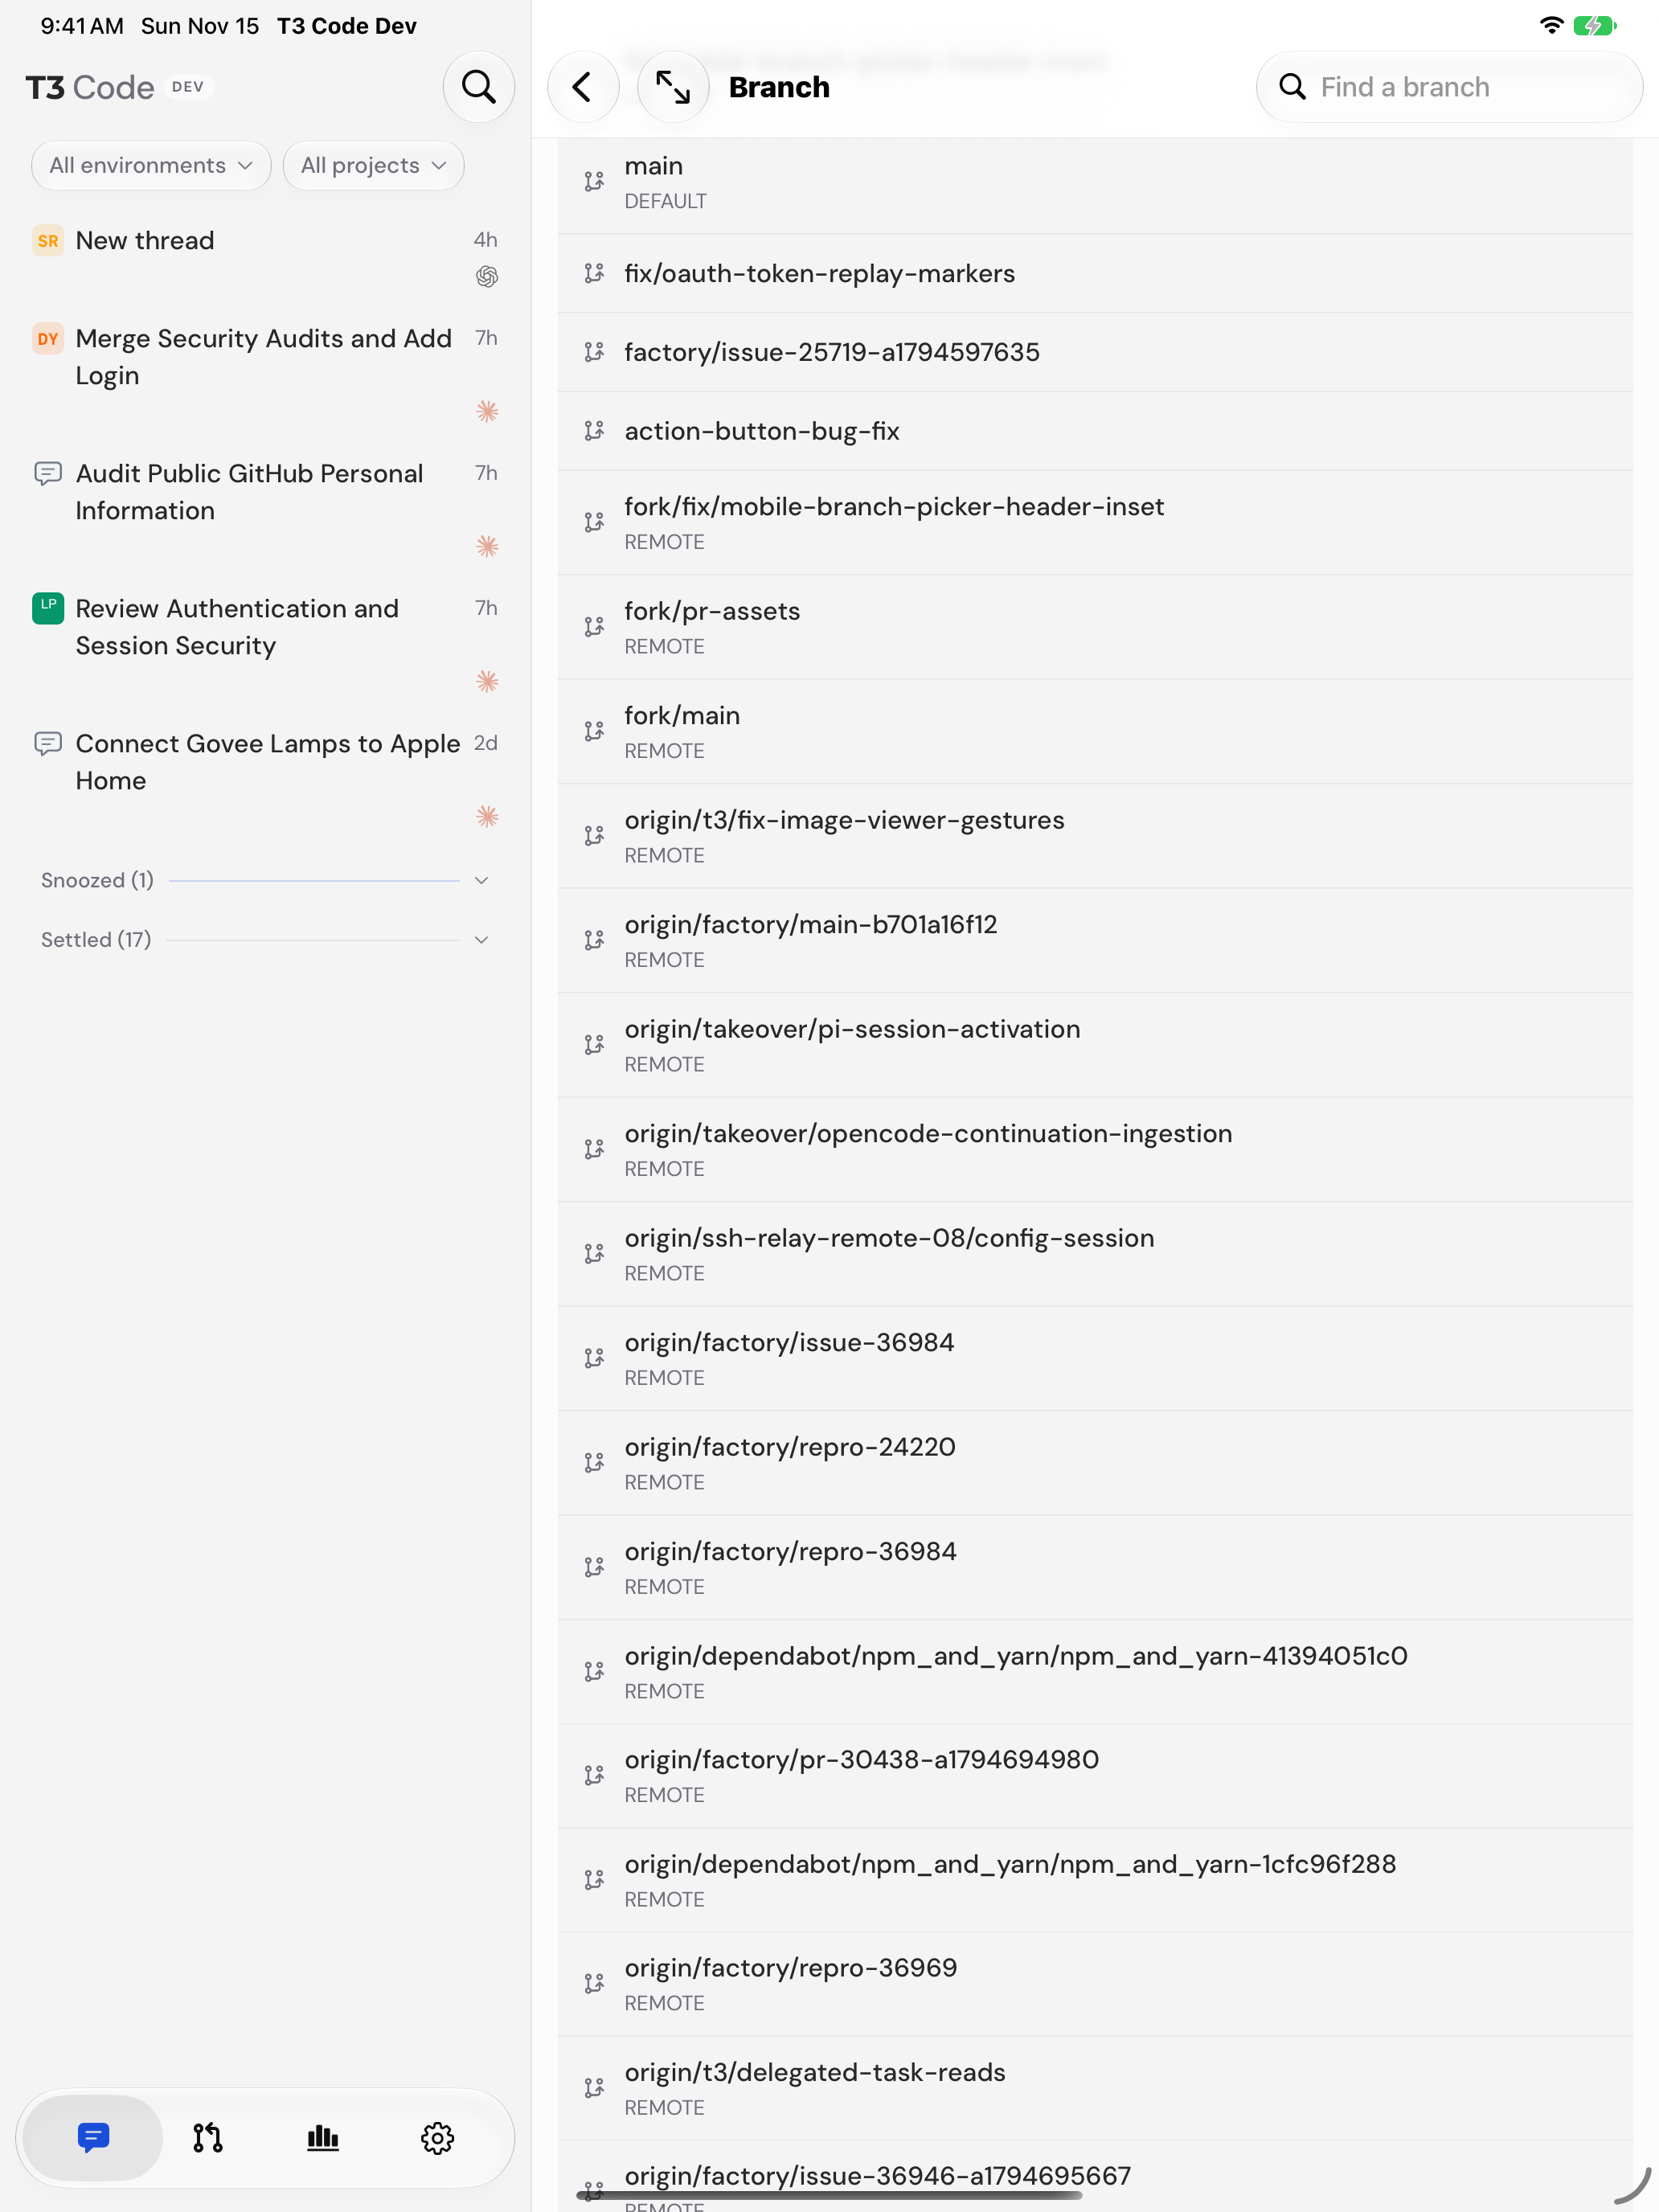 9:41 AM Sun Nov 15 T3 Code Dev
T3 Code DEV
All environments
All projects
SR New thread 4h
DY Merge Security Audits and Add 7h
Login
Audit Public GitHub Personal 7h
Information
LP Review Authentication and 7h
Session Security
Connect Govee Lamps to Apple 2d
Home
Snoozed (1)
Settled (17)
Branch
Find a branch
main
DEFAULT
fix/oauth-token-replay-markers
factory/issue-25719-a1794597635
action-button-bug-fix
fork/fix/mobile-branch-picker-header-inset
REMOTE
fork/pr-assets
REMOTE
fork/main
REMOTE
origin/t3/fix-image-viewer-gestures
REMOTE
origin/factory/main-b701a16f12
REMOTE
origin/takeover/pi-session-activation
REMOTE
origin/takeover/opencode-continuation-ingestion
REMOTE
origin/ssh-relay-remote-08/config-session
REMOTE
origin/factory/issue-36984
REMOTE
origin/factory/repro-24220
REMOTE
origin/factory/repro-36984
REMOTE
origin/dependabot/npm_and_yarn/npm_and_yarn-41394051c0
REMOTE
origin/factory/pr-30438-a1794694980
REMOTE
origin/dependabot/npm_and_yarn/npm_and_yarn-1cfc96f288
REMOTE
origin/factory/repro-36969
REMOTE
origin/t3/delegated-task-reads
REMOTE
origin/factory/issue-36946-a1794695667
REMOTE